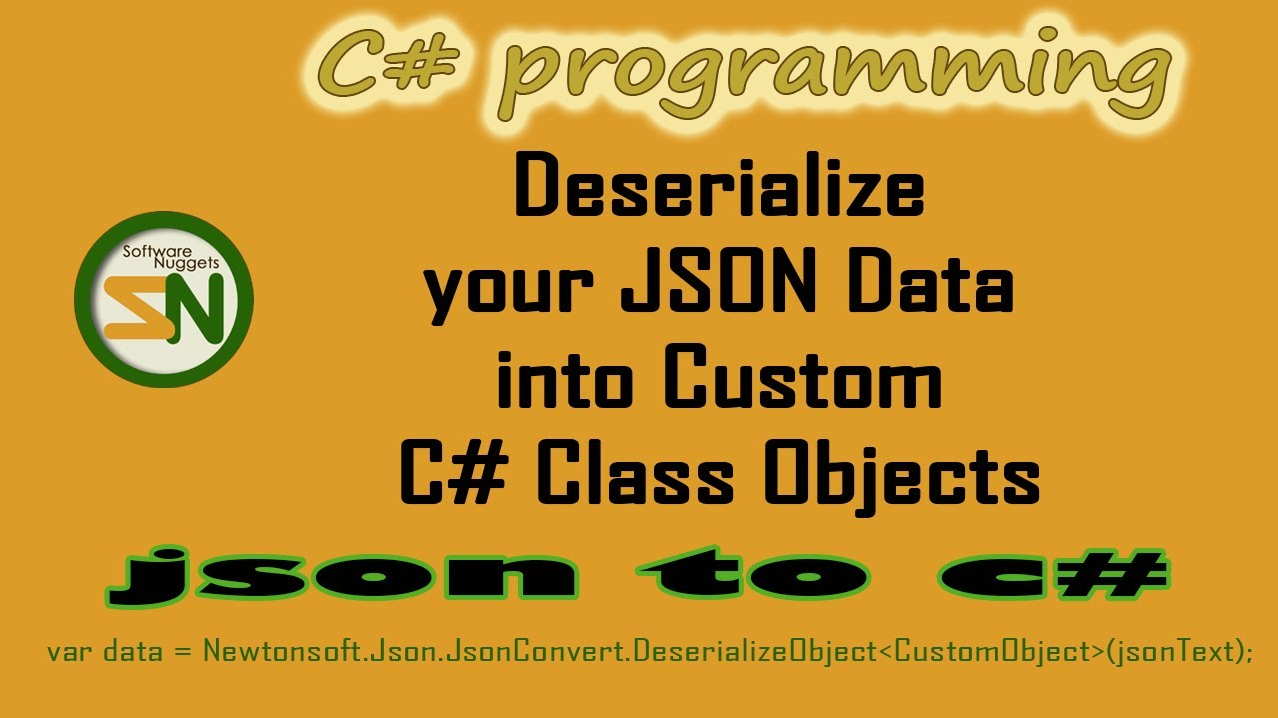 C# programming
Deserialize
your JSON Data
into Custom
C# Class Objects
Software
Nuggets
SN
json to c#
var data = Newtonsoft.Json.JsonConvert.DeserializeObject<CustomObject>(jsonText);